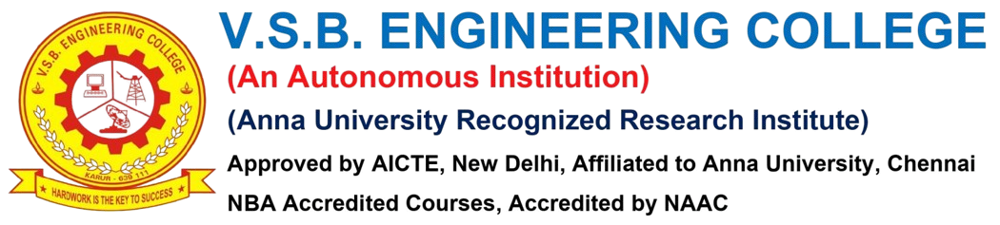 V.S.B. ENGINEERING COLLEGE
KARUR - 639 111
HARDWORK IS THE KEY TO SUCCESS
V.S.B. ENGINEERING COLLEGE
(An Autonomous Institution)
(Anna University Recognized Research Institute)
Approved by AICTE, New Delhi, Affiliated to Anna University, Chennai
NBA Accredited Courses, Accredited by NAAC